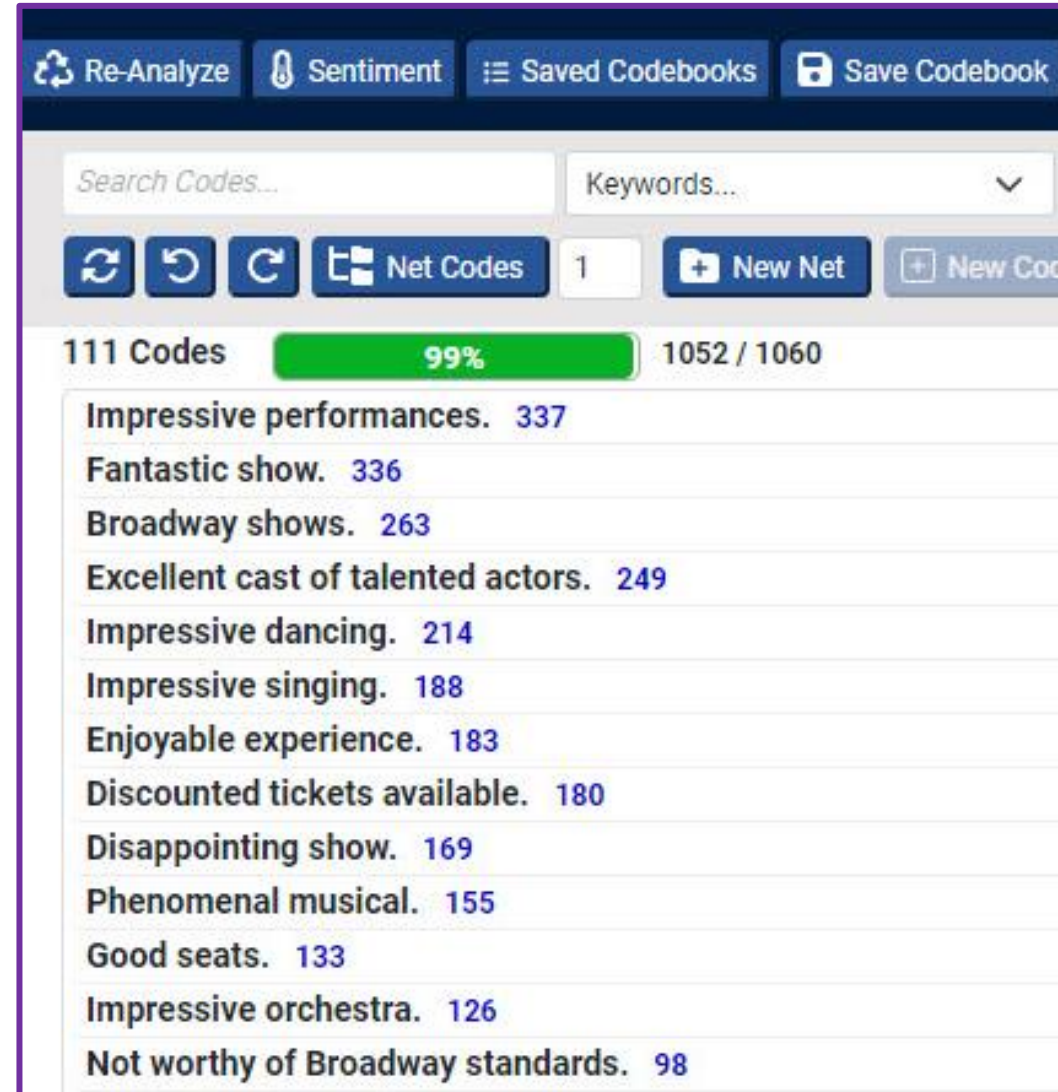 Re-Analyze Sentiment Saved Codebooks Save Codebook
Search Codes... Keywords...
Net Codes 1 New Net New
111 Codes 99% 1052 / 1060
Impressive performances. 337
Fantastic show. 336
Broadway shows. 263
Excellent cast of talented actors. 249
Impressive dancing. 214
Impressive singing. 188
Enjoyable experience. 183
Discounted tickets available. 180
Disappointing show. 169
Phenomenal musical. 155
Good seats. 133
Impressive orchestra. 126
Not worthy of Broadway standards. 98